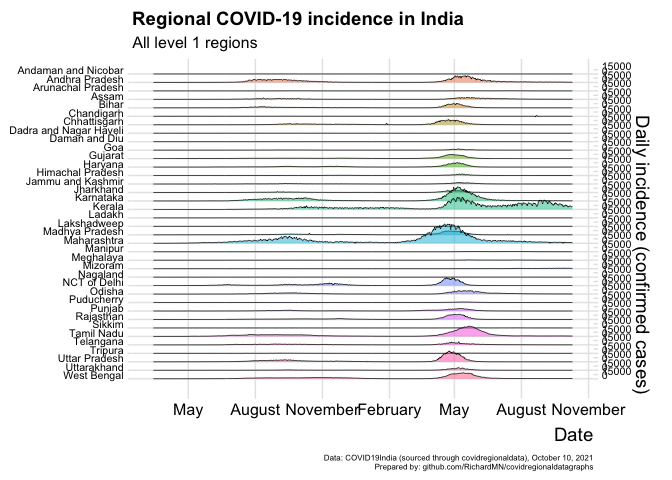 Regional COVID-19 incidence in India
All level 1 regions
Andaman and Nicobar
Andhra Pradesh
Arunachal Pradesh
Assam
Bihar
Chandigarh
Chhattisgarh
Dadra and Nagar Haveli
Daman and Diu
Goa
Gujarat
Haryana
Himachal Pradesh
Jammu and Kashmir
Jharkhand
Karnataka
Kerala
Ladakh
Lakshadweep
Madhya Pradesh
Maharashtra
Manipur
Meghalaya
Mizoram
Nagaland
NCT of Delhi
Odisha
Puducherry
Punjab
Rajasthan
Sikkim
Tamil Nadu
Telangana
Tripura
Uttar Pradesh
Uttarakhand
West Bengal
15000
Daily incidence (confirmed cases)
May August November February May August November
Date
Data: COVID19India (sourced through covidregionaldata), October 10, 2021
Prepared by: github.com/RichardMN/covidregionaldatagraphs